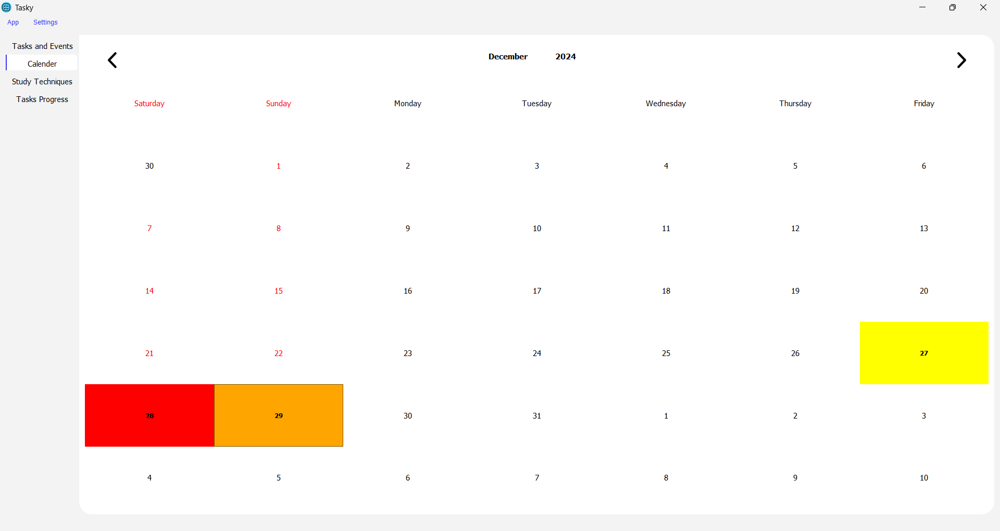 Tasky
App Settings
Tasks and Events
Calender
Study Techniques
Tasks Progress
December 2024
Saturday Sunday Monday Tuesday Wednesday Thursday Friday
30 1 2 3 4 5 6
7 8 9 10 11 12 13
14 15 16 17 18 19 20
21 22 23 24 25 26 27
28 29 30 31 1 2 3
4 5 6 7 8 9 10